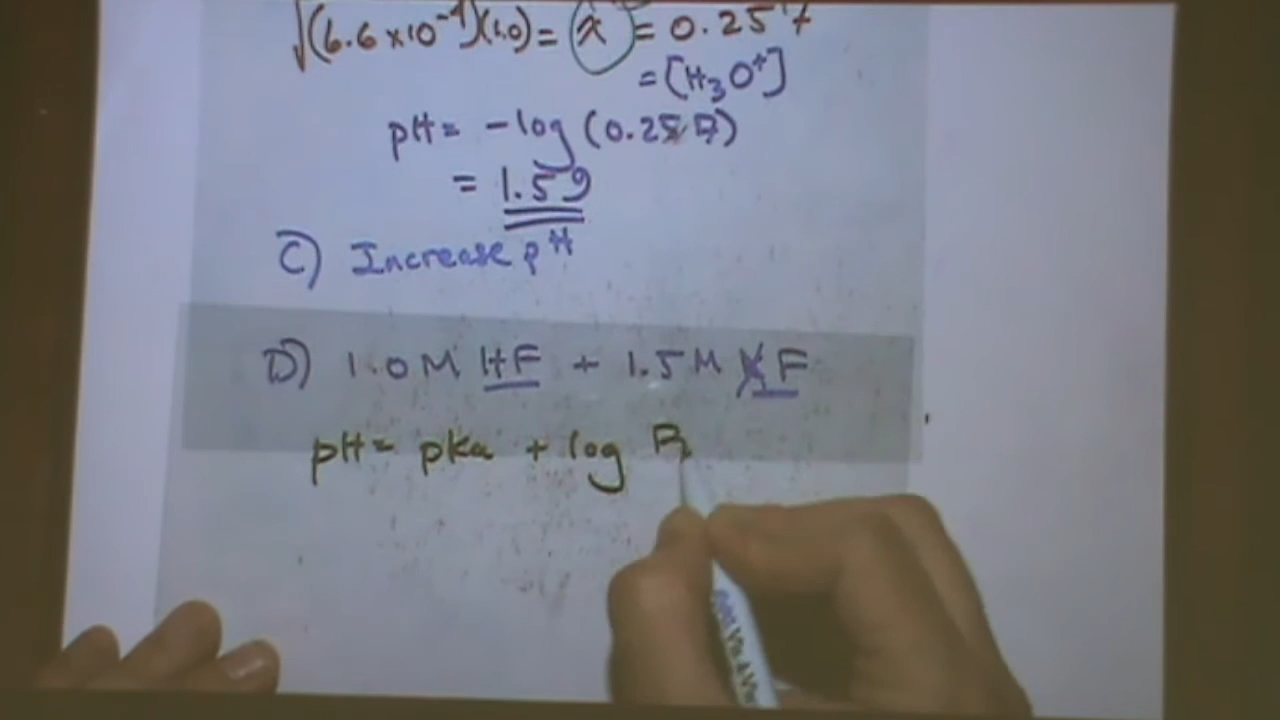 √(6.6 x 10⁻⁴)(1.0) = x = 0.257
= [H₃O⁺]
pH = -log (0.257)
= 1.59
C) Increase pH
D) 1.0 M HF + 1.5 M KF
pH = pKa + log